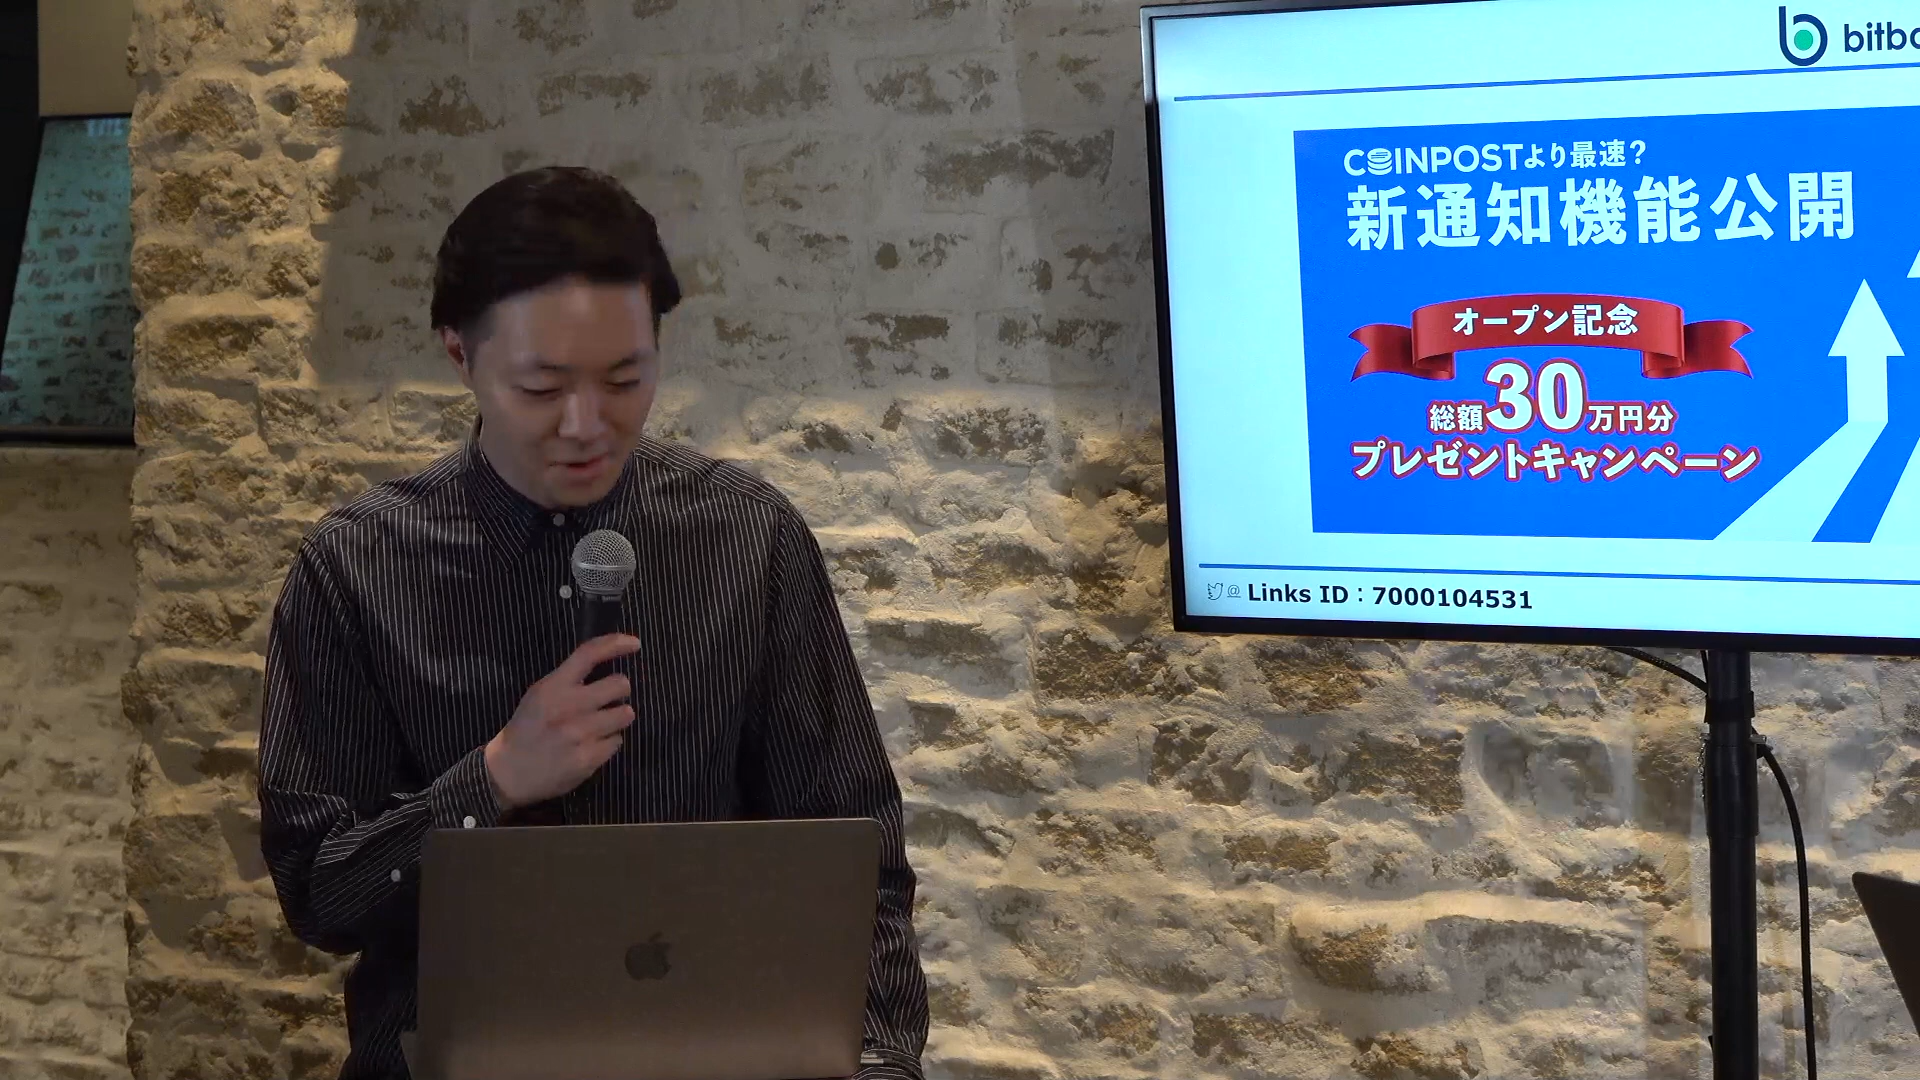 COINPOSTより最速?
新通知機能公開
オープン記念
総額30万円分
プレゼントキャンペーン
@ Links ID：7000104531